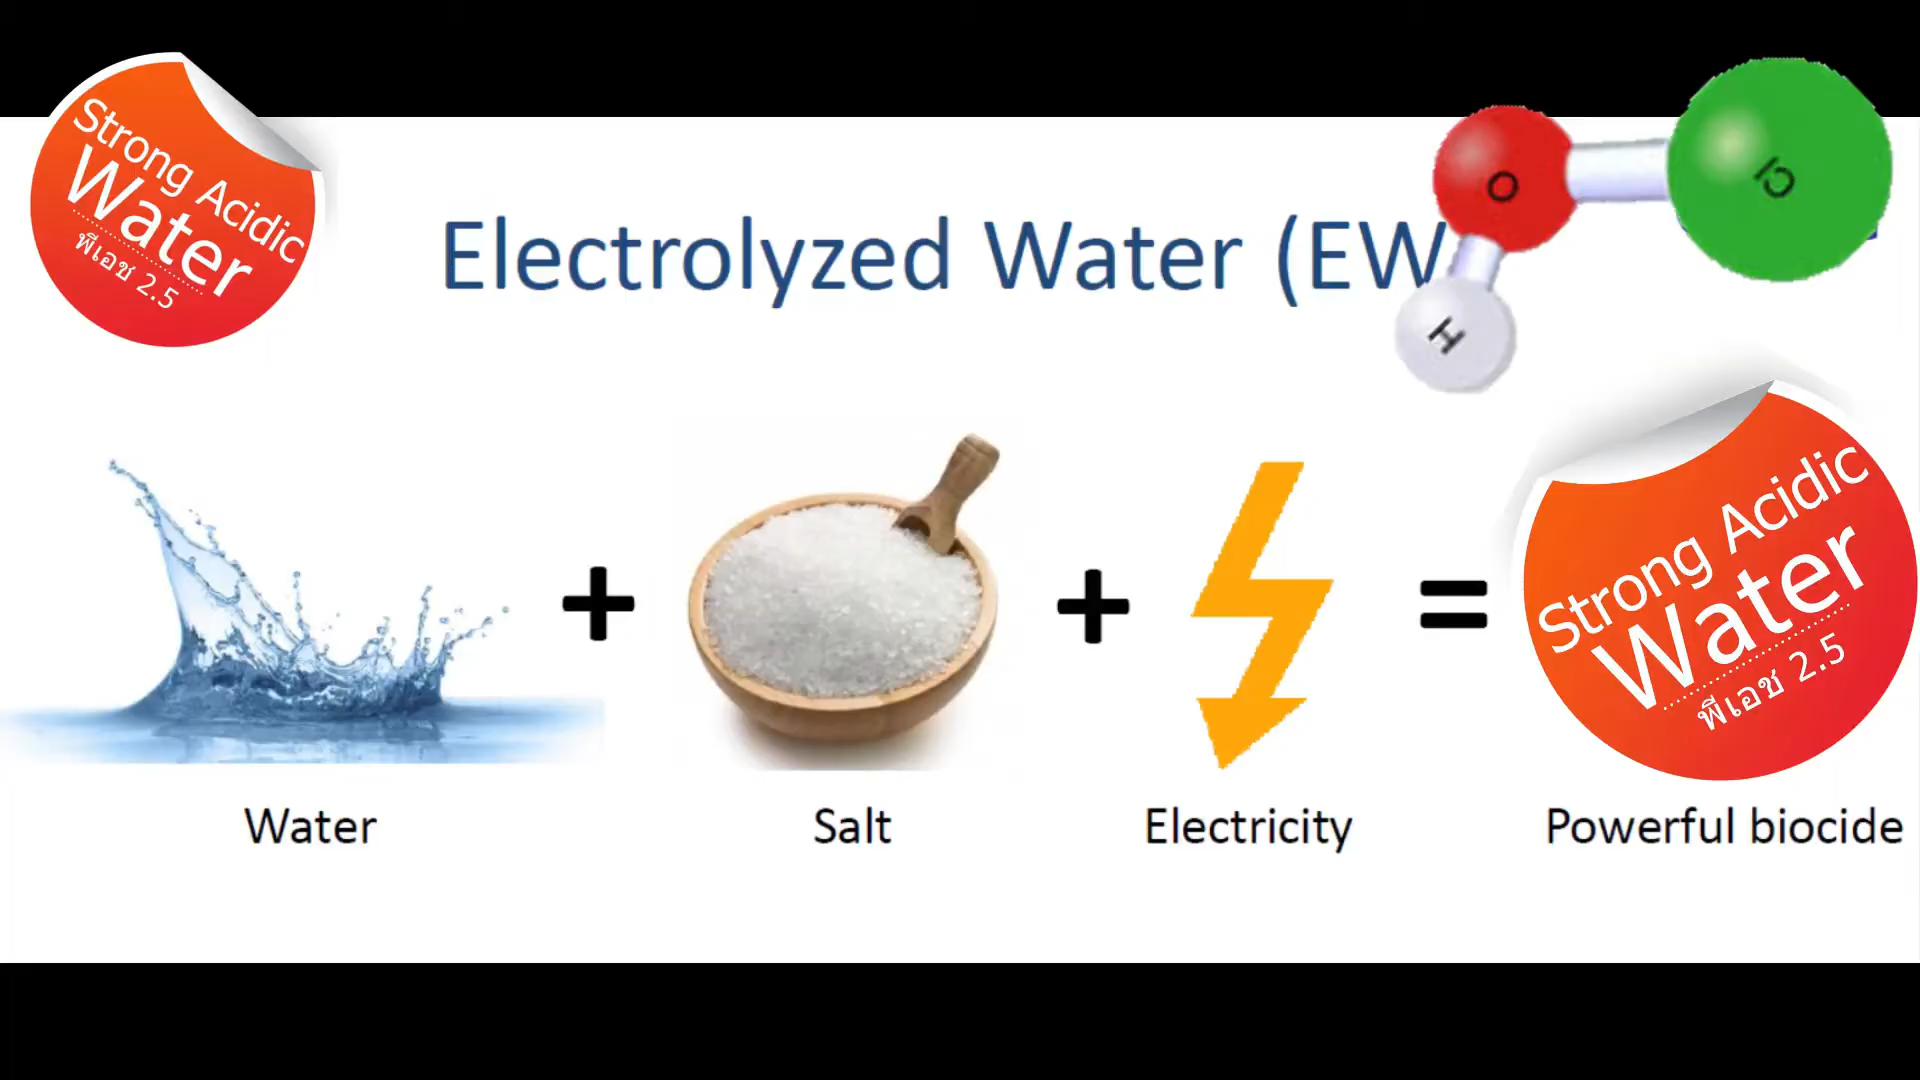 Strong Acidic
Water
พีเอช 2.5
Electrolyzed Water (EW
O
Cl
H
Strong Acidic
Water
พีเอช 2.5
+
+
=
Water
Salt
Electricity
Powerful biocide